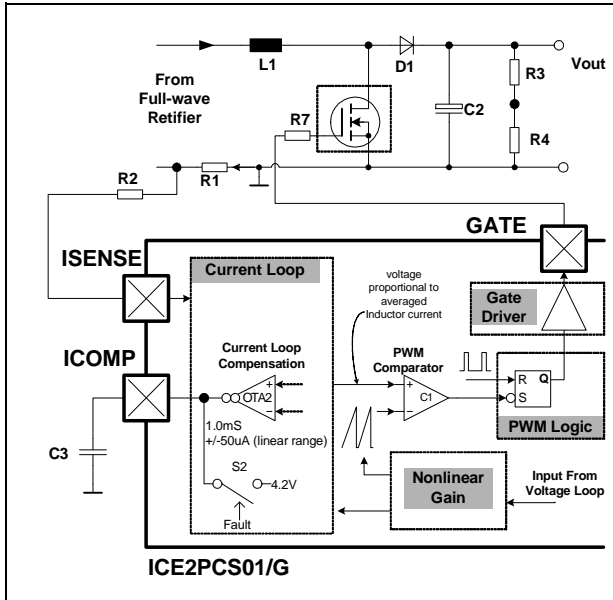 L1
D1
Vout
From
Full-wave
Retifier
R3
C2
R7
R4
R2
R1
GATE
ISENSE
Current Loop
voltage
proportional to
averaged
Inductor current
Gate
Driver
ICOMP
Current Loop
Compensation
PWM
Comparator
+
OTA2
−
+
C1
−
R
Q
S
PWM Logic
1.0mS
+/-50uA (linear range)
C3
S2
4.2V
Fault
Nonlinear
Gain
Input From
Voltage Loop
ICE2PCS01/G